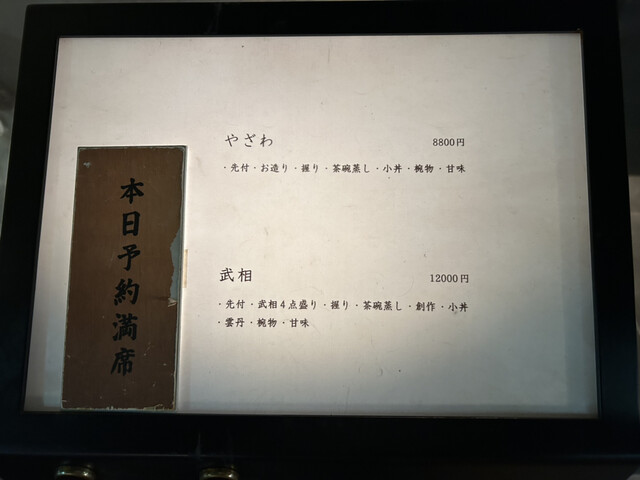 本日予約満席
やざわ 8800円
・先付・お造り・握り・茶碗蒸し・小丼・椀物・甘味
武相 12000円
・先付・武相4点盛り・握り・茶碗蒸し・創作・小丼
・雲丹・椀物・甘味